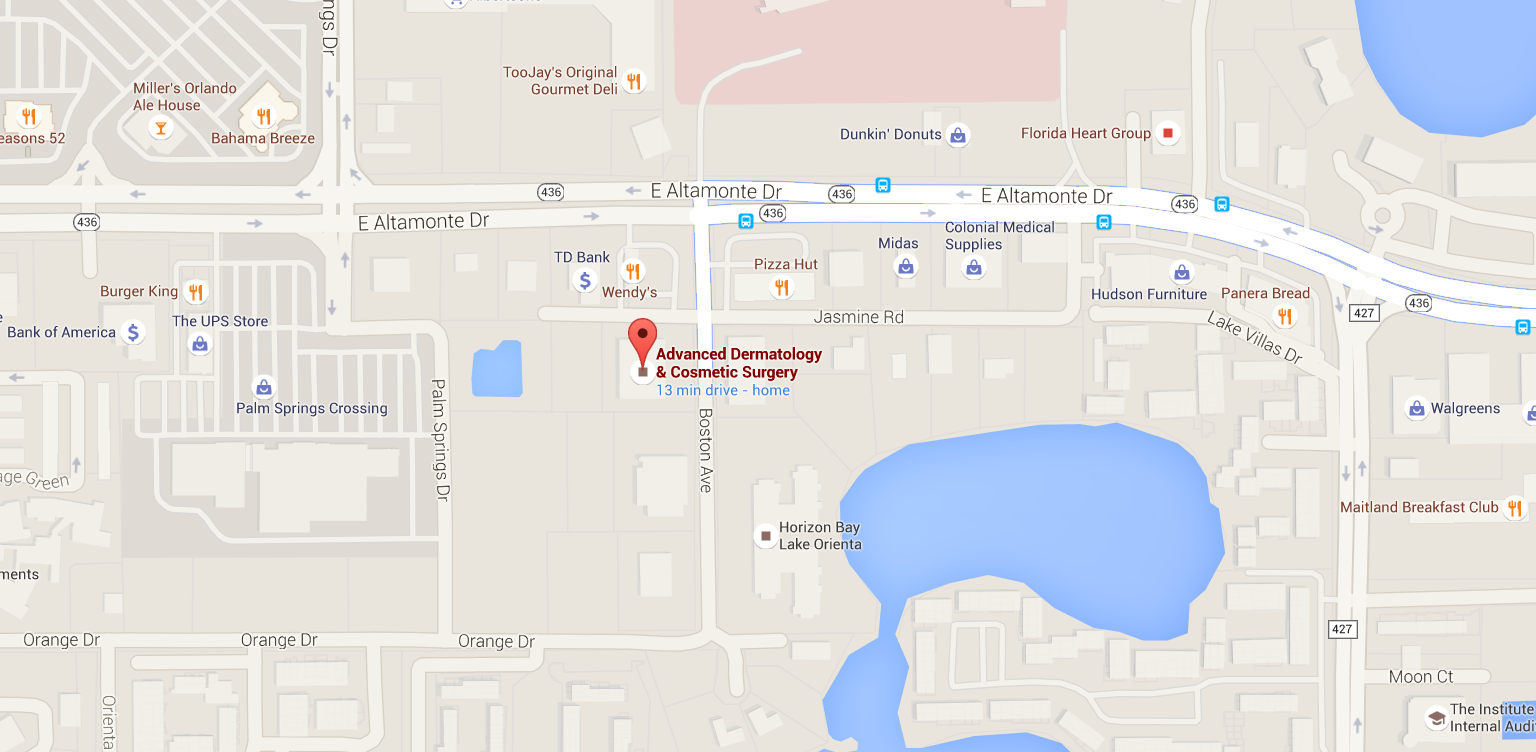 ngs Dr
TooJay's Original
Gourmet Deli
Miller's Orlando
Ale House
easons 52
Bahama Breeze
Dunkin' Donuts
Florida Heart Group
436
E Altamonte Dr
436
E Altamonte Dr
436
436
E Altamonte Dr
436
436
TD Bank
Wendy's
Pizza Hut
Midas
Colonial Medical
Supplies
Hudson Furniture
Panera Bread
427
436
Burger King
Bank of America
The UPS Store
Jasmine Rd
Lake Villas Dr
Advanced Dermatology
& Cosmetic Surgery
13 min drive - home
Palm Springs Crossing
Palm Springs Dr
Boston Ave
Walgreens
age Green
Maitland Breakfast Club
Horizon Bay
Lake Orienta
ments
Orange Dr
Orange Dr
Orange Dr
427
Moon Ct
Orienta
The Institute
Internal Audi